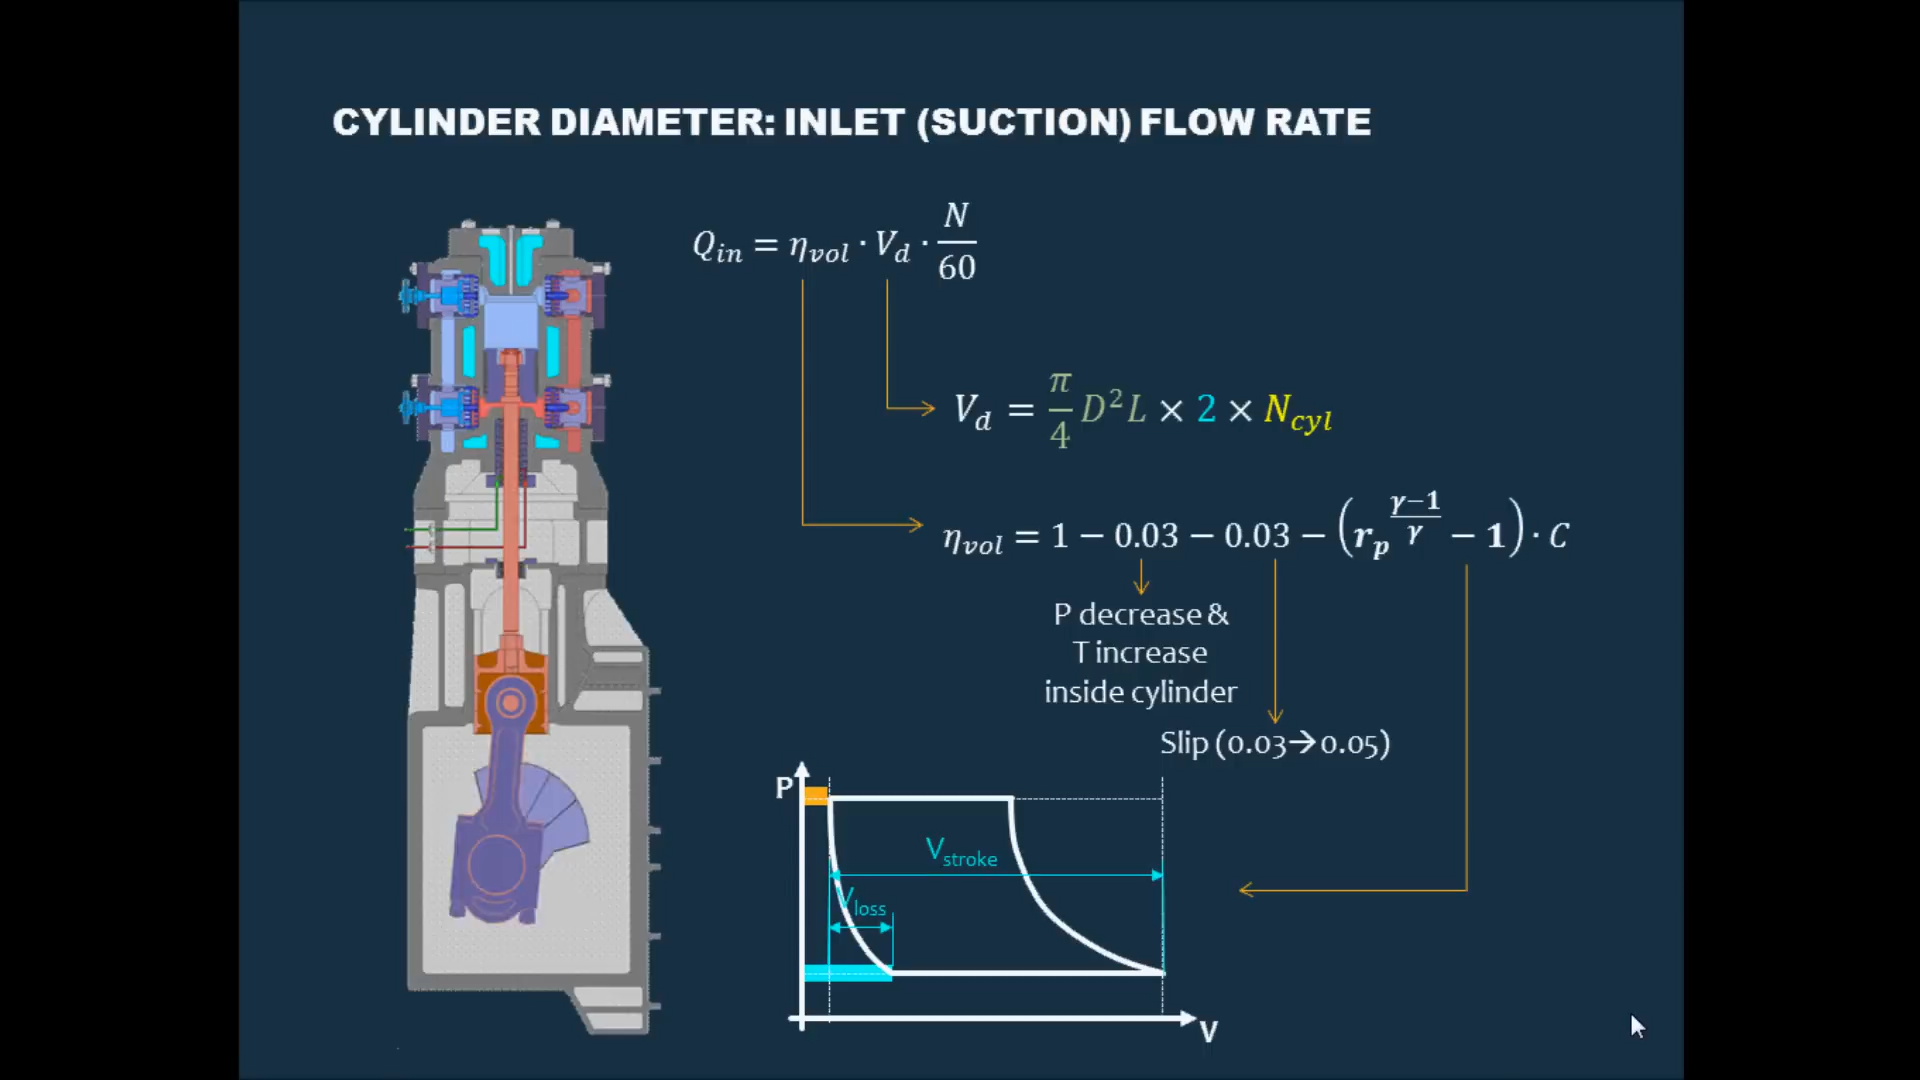 CYLINDER DIAMETER: INLET (SUCTION) FLOW RATE
Q_in = η_vol · V_d · N/60
V_d = π/4 D² L × 2 × N_cyl
η_vol = 1 − 0.03 − 0.03 − (r_p^((γ−1)/γ) − 1) · C
P decrease &
T increase
inside cylinder
Slip (0.03→0.05)
P
V_stroke
V_loss
V